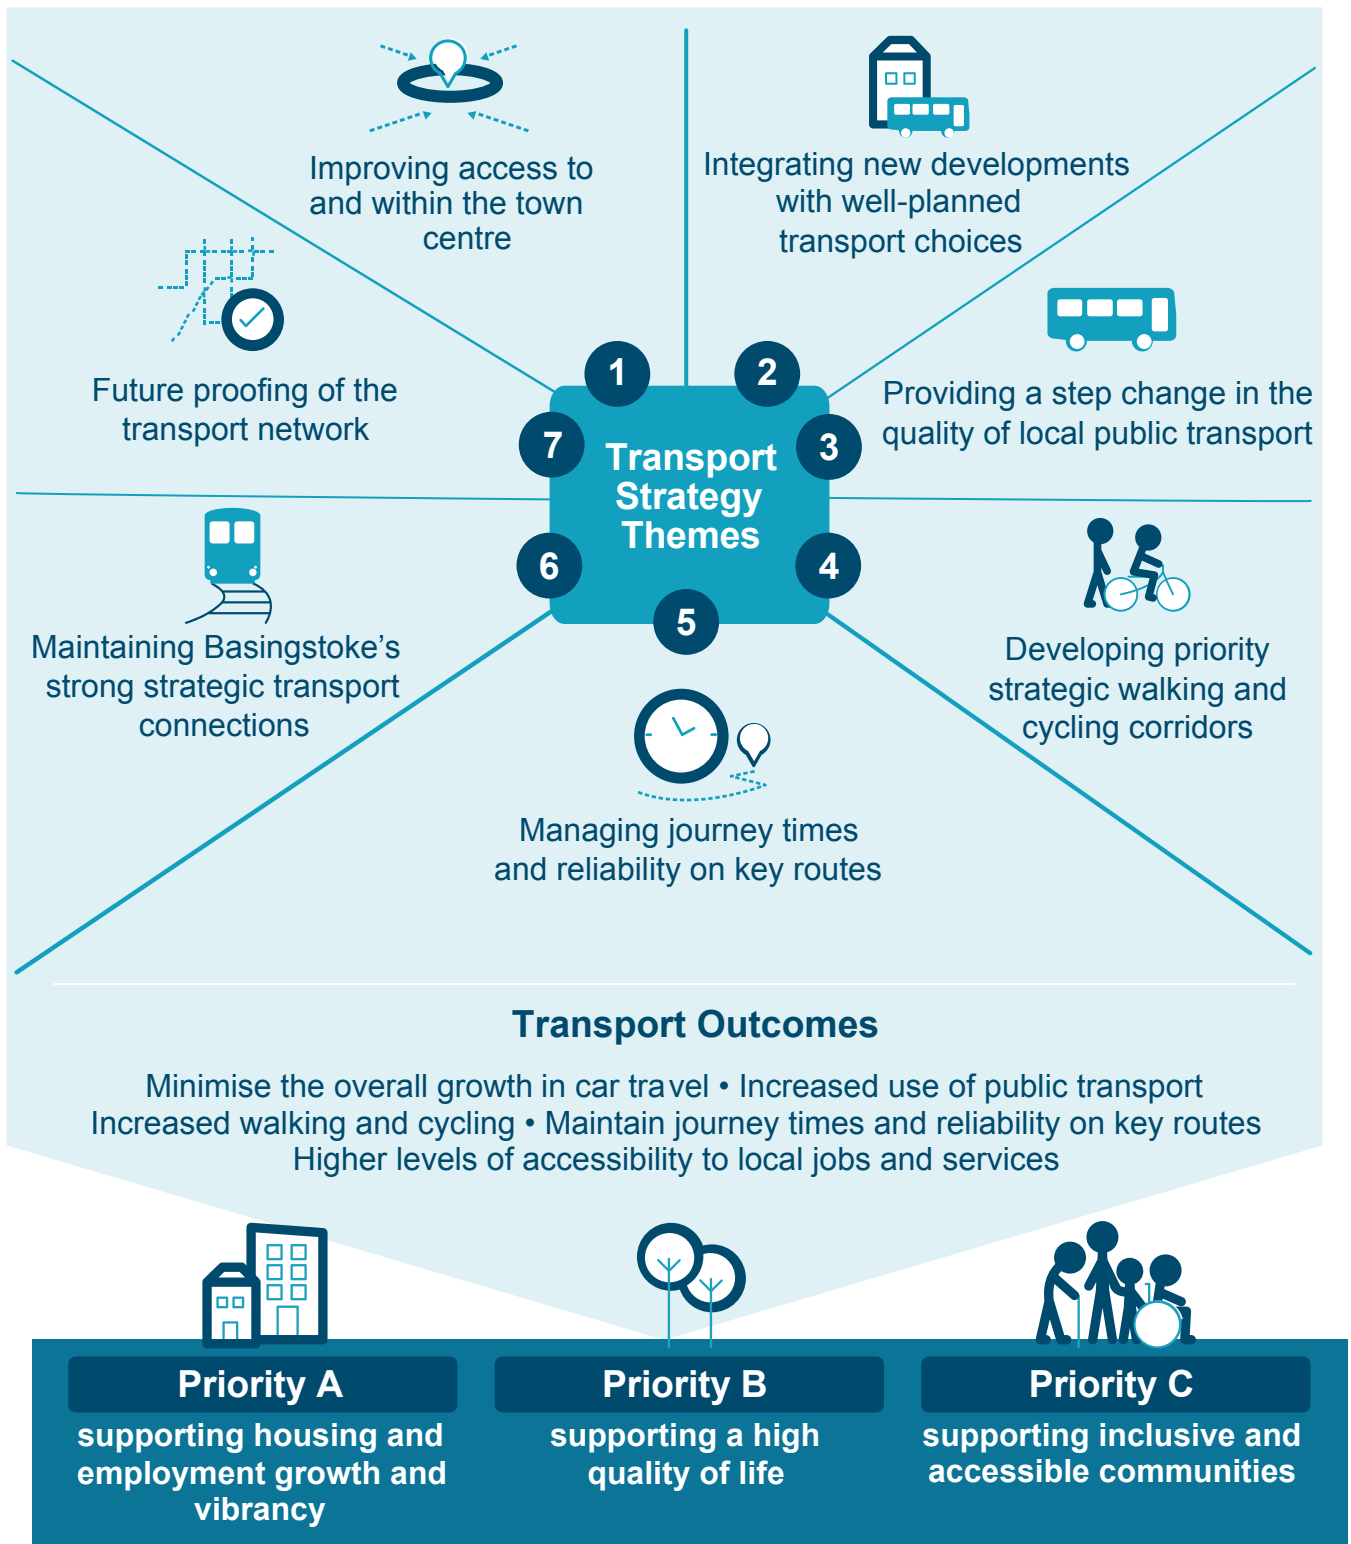 Improving access to
and within the town
centre
Integrating new developments
with well-planned
transport choices
Future proofing of the
transport network
Providing a step change in the
quality of local public transport
1
2
7
3
Transport
Strategy
Themes
6
4
5
Maintaining Basingstoke’s
strong strategic transport
connections
Developing priority
strategic walking and
cycling corridors
Managing journey times
and reliability on key routes
Transport Outcomes
Minimise the overall growth in car travel • Increased use of public transport
Increased walking and cycling • Maintain journey times and reliability on key routes
Higher levels of accessibility to local jobs and services
Priority A
supporting housing and
employment growth and
vibrancy
Priority B
supporting a high
quality of life
Priority C
supporting inclusive and
accessible communities